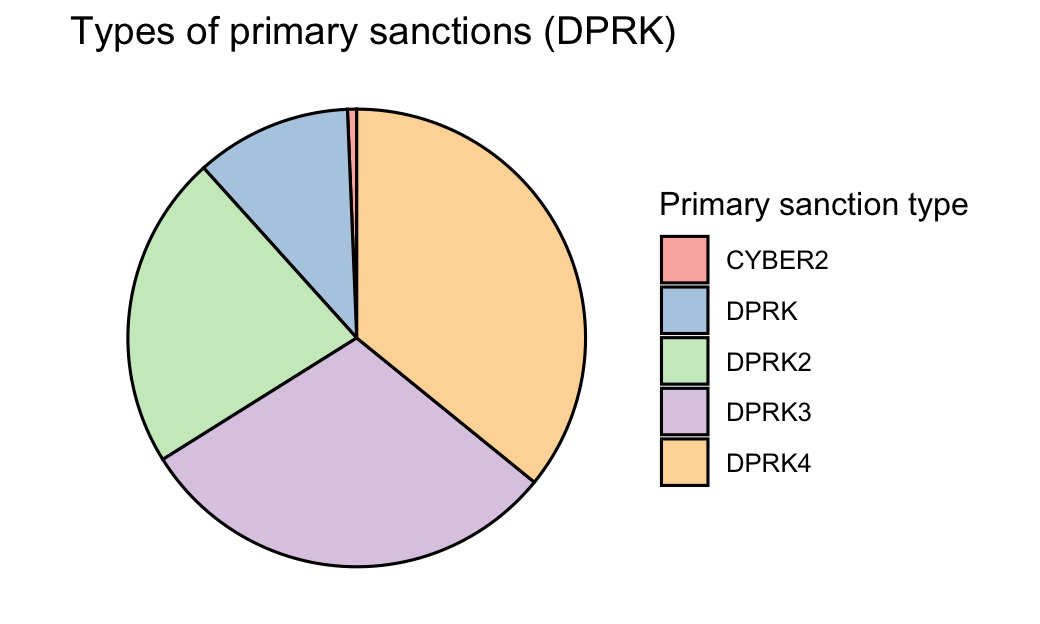 Types of primary sanctions (DPRK)
Primary sanction type
CYBER2
DPRK
DPRK2
DPRK3
DPRK4